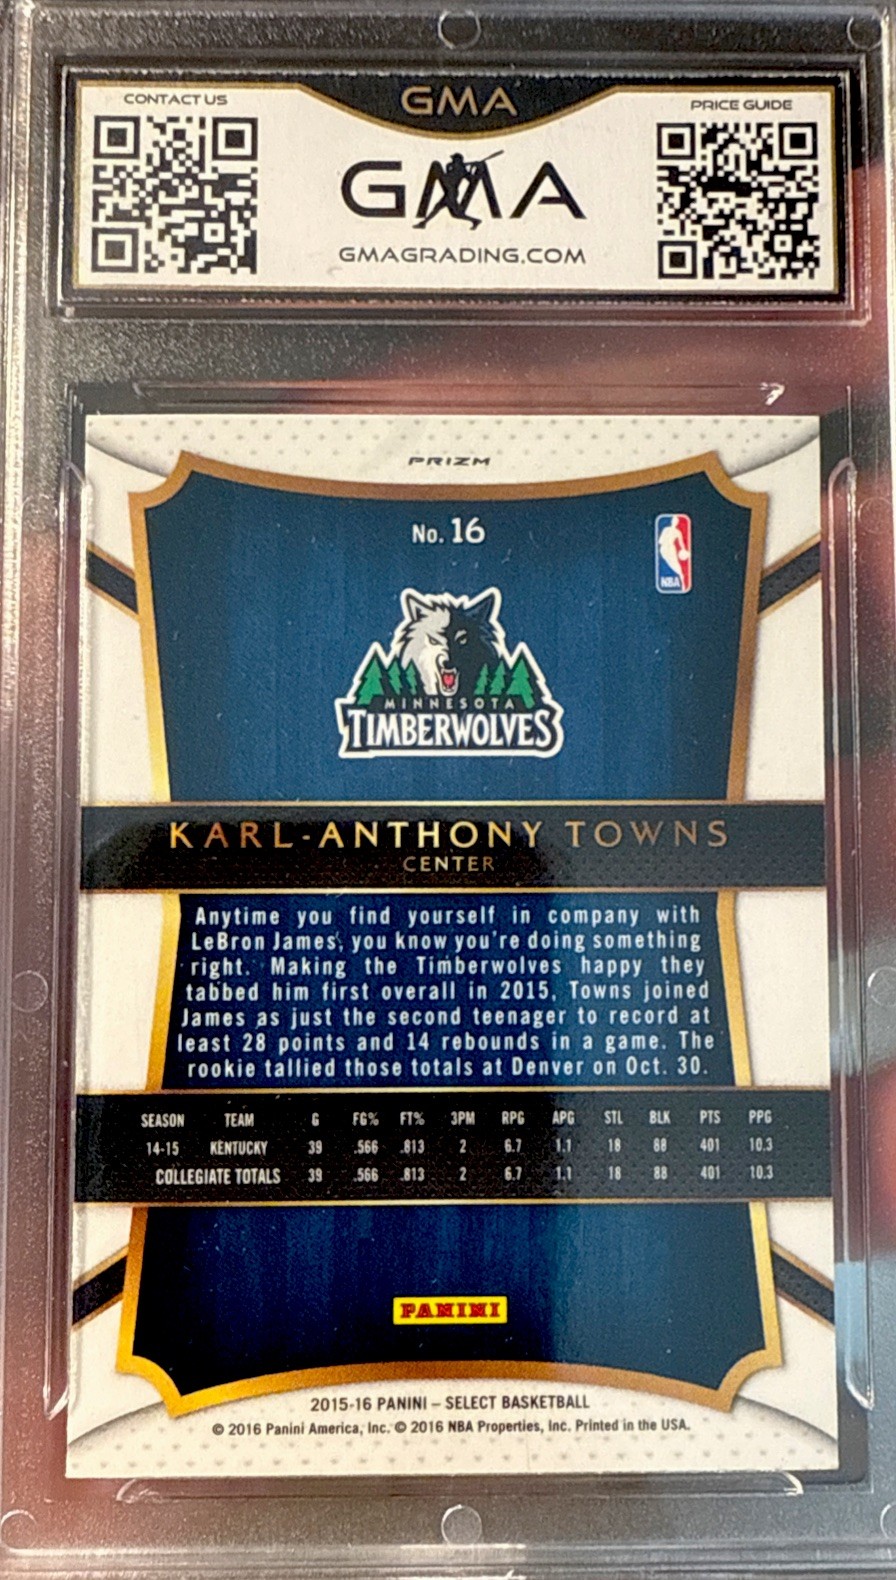 CONTACT US
GMA
PRICE GUIDE
GMA
GMAGRADING.COM
PRIZM
No. 16
NBA
MINNESOTA
TIMBERWOLVES
KARL-ANTHONY TOWNS
CENTER
Anytime you find yourself in company with
LeBron James, you know you're doing something
right. Making the Timberwolves happy they
tabbed him first overall in 2015, Towns joined
James as just the second teenager to record at
least 28 points and 14 rebounds in a game. The
rookie tallied those totals at Denver on Oct. 30.
SEASON TEAM G FG% FT% 3PM RPG APG STL BLK PTS PPG
14-15 KENTUCKY 39 .566 .813 2 6.7 1.1 18 88 401 10.3
COLLEGIATE TOTALS 39 .566 .813 2 6.7 1.1 18 88 401 10.3
PANINI
2015-16 PANINI – SELECT BASKETBALL
© 2016 Panini America, Inc. © 2016 NBA Properties, Inc. Printed in the USA.